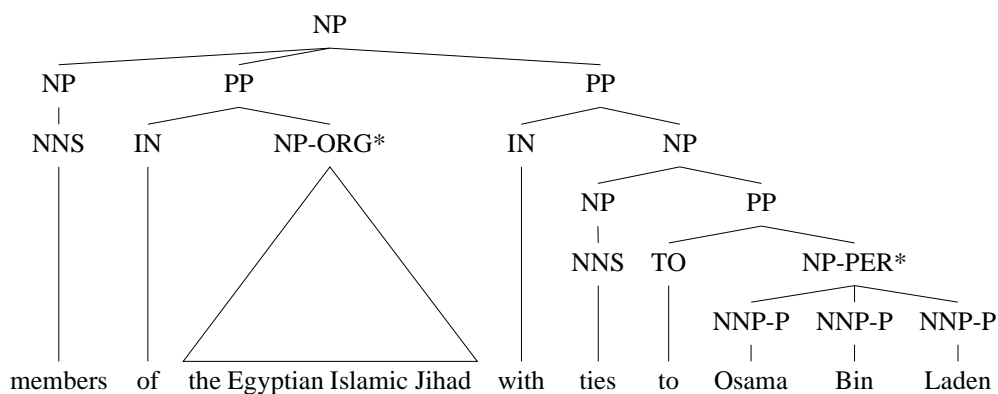 NP
NP PP PP
NNS IN NP-ORG* IN NP
NP PP
NNS TO NP-PER*
NNP-P NNP-P NNP-P
members of the Egyptian Islamic Jihad with ties to Osama Bin Laden